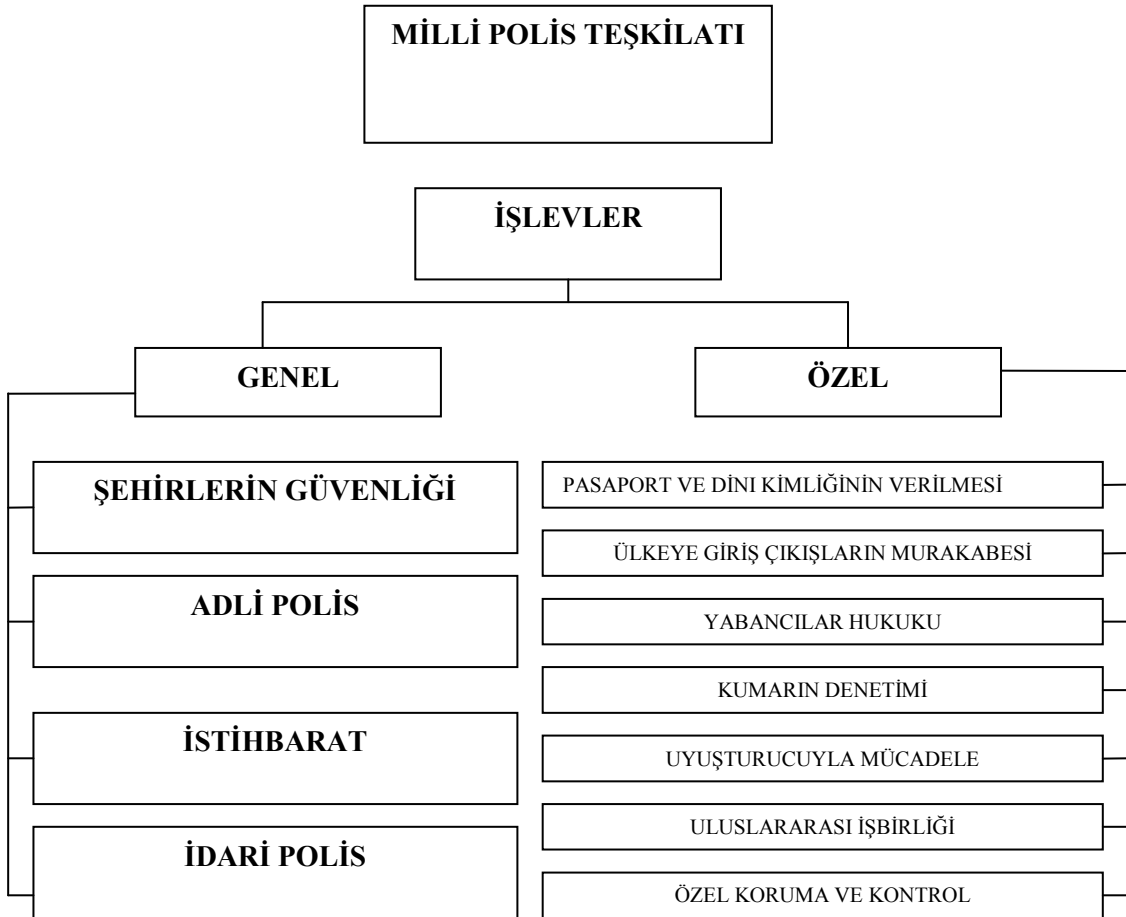 MİLLİ POLİS TEŞKİLATI
İŞLEVLER
GENEL
ÖZEL
ŞEHİRLERİN GÜVENLİĞİ
ADLİ POLİS
İSTİHBARAT
İDARİ POLİS
PASAPORT VE DİNI KİMLİĞİNİN VERİLMESİ
ÜLKEYE GİRİŞ ÇIKIŞLARIN MURAKABESİ
YABANCILAR HUKUKU
KUMARIN DENETİMİ
UYUŞTURUCUYLA MÜCADELE
ULUSLARARASI İŞBİRLİĞİ
ÖZEL KORUMA VE KONTROL